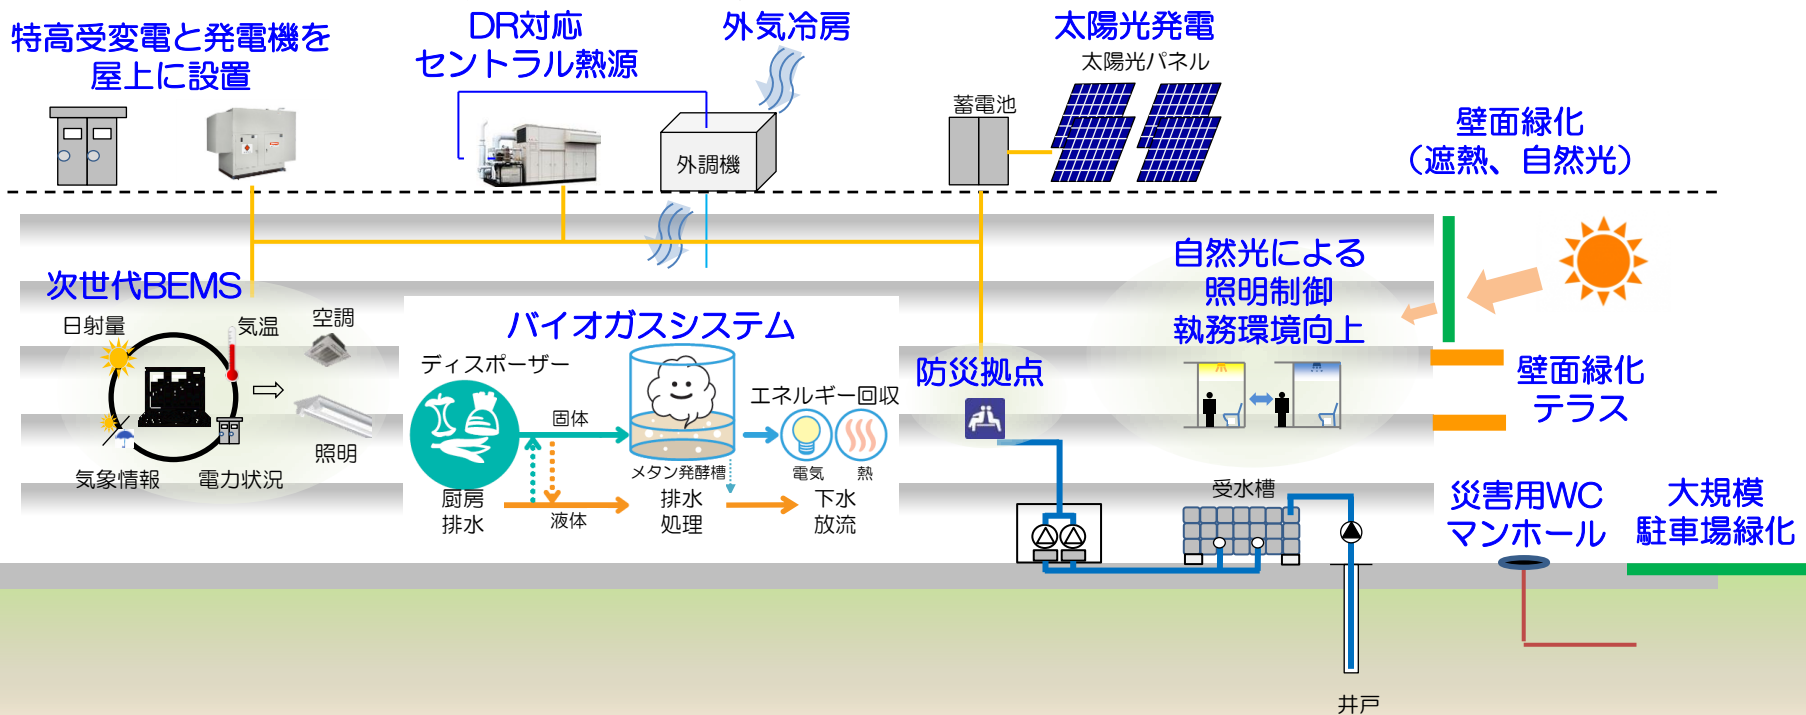 特高受変電と発電機を
屋上に設置
DR対応
セントラル熱源
外気冷房
外調機
太陽光発電
太陽光パネル
蓄電池
壁面緑化
（遮熱、自然光）
次世代BEMS
日射量
気温
空調
照明
気象情報
電力状況
バイオガスシステム
ディスポーザー
固体
液体
厨房
排水
メタン発酵槽
排水
処理
エネルギー回収
電気
熱
下水
放流
防災拠点
自然光による
照明制御
執務環境向上
壁面緑化
テラス
受水槽
井戸
災害用WC
マンホール
大規模
駐車場緑化